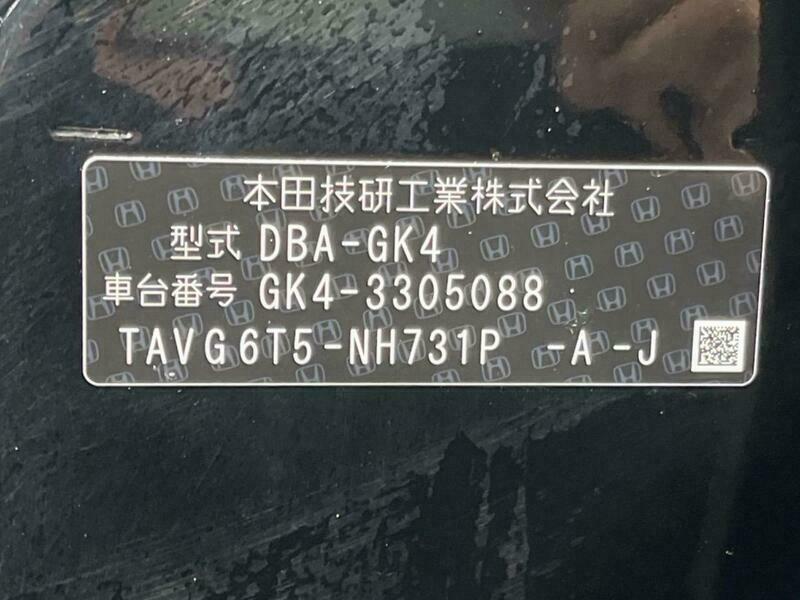 本田技研工業株式会社
型式 DBA-GK4
車台番号 GK4-3305088
TAVG6T5-NH731P -A-J